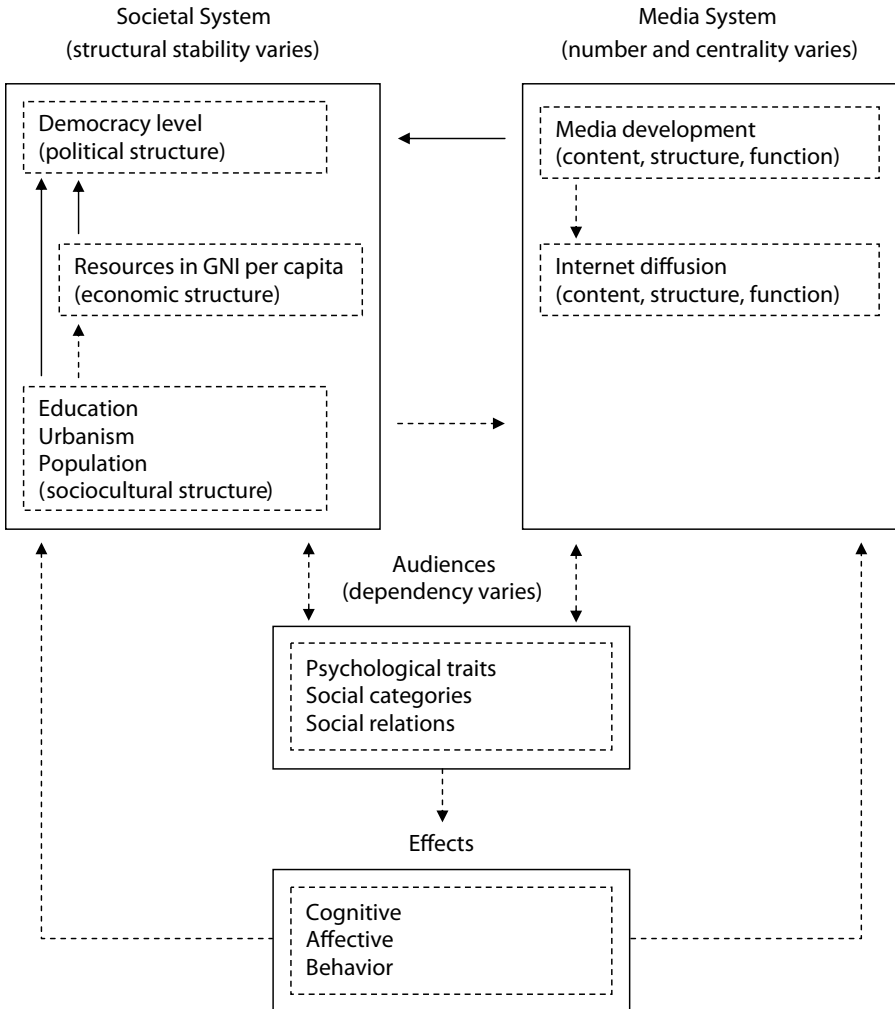 Societal System
(structural stability varies)
Media System
(number and centrality varies)
Democracy level
(political structure)
Resources in GNI per capita
(economic structure)
Education
Urbanism
Population
(sociocultural structure)
Media development
(content, structure, function)
Internet diffusion
(content, structure, function)
Audiences
(dependency varies)
Psychological traits
Social categories
Social relations
Effects
Cognitive
Affective
Behavior